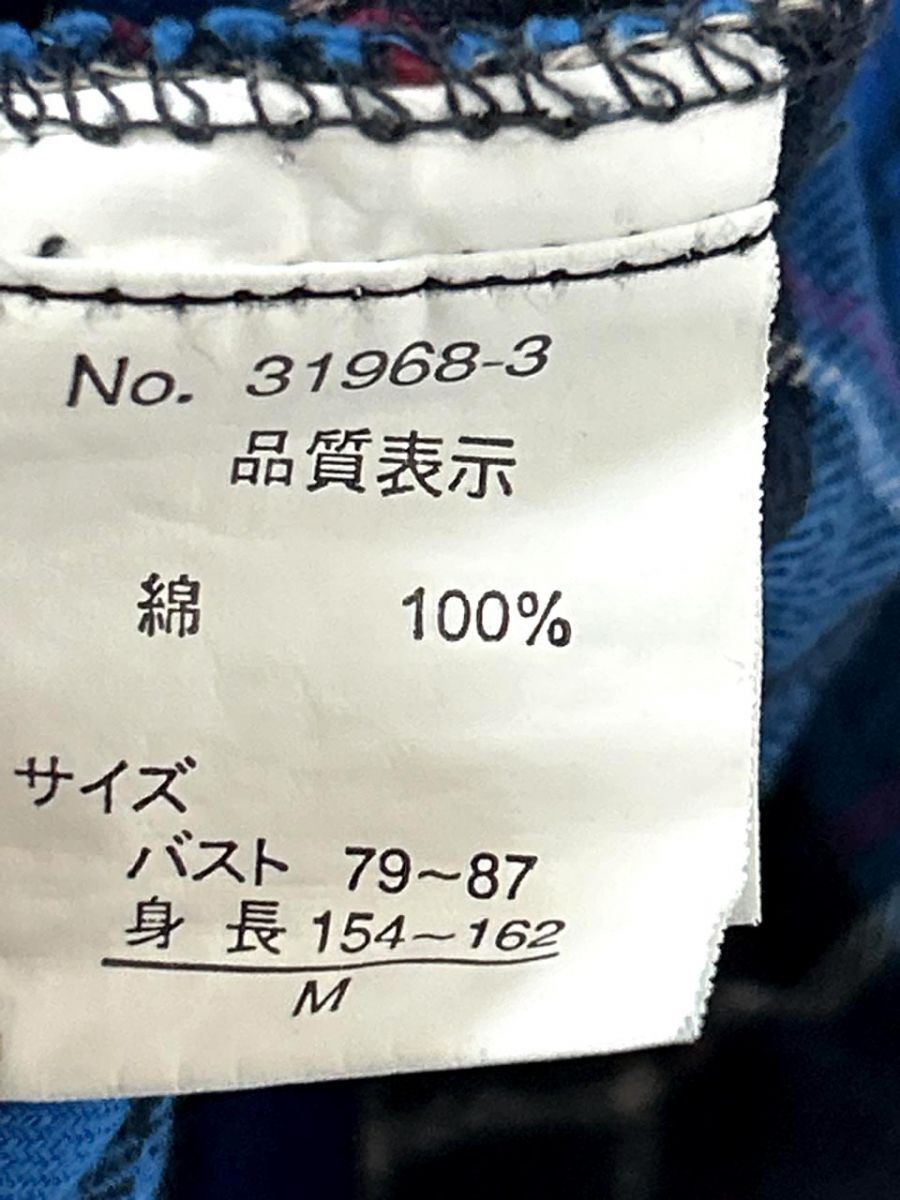 No. 31968-3
品質表示
綿 100%
サイズ
バスト 79~87
身 長 154~162
M